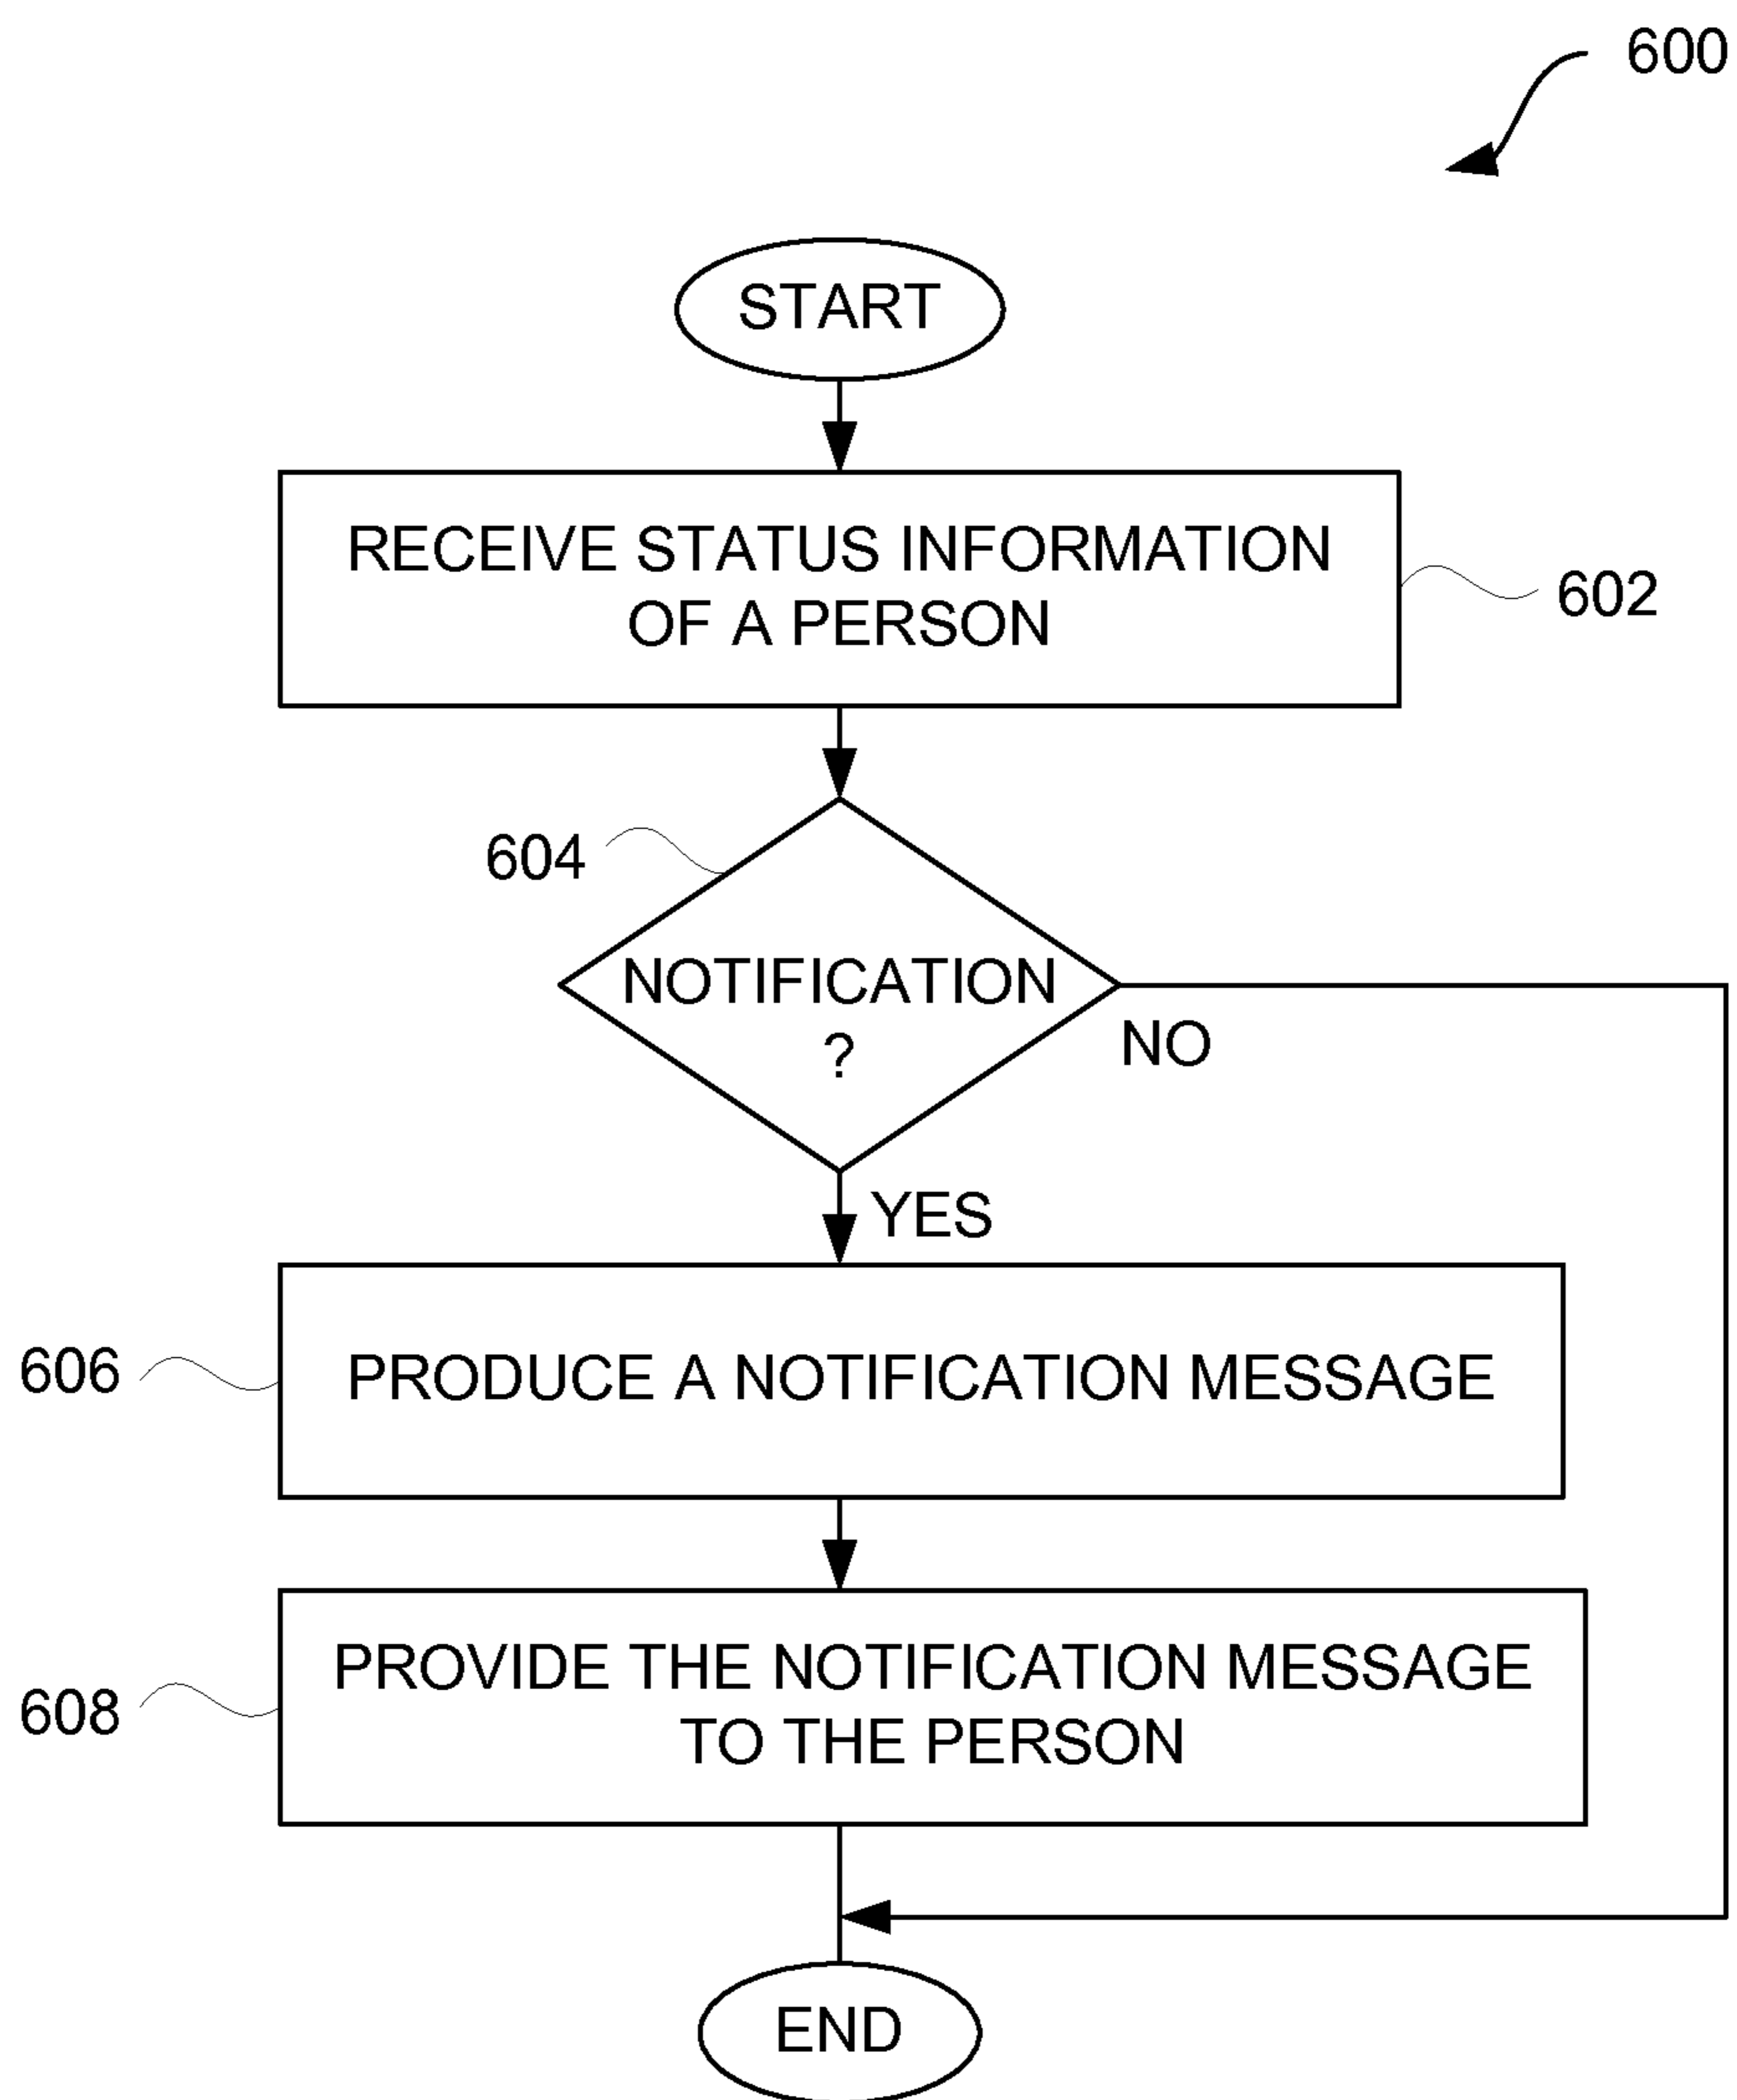 600
START
RECEIVE STATUS INFORMATION
OF A PERSON
602
604
NOTIFICATION
?
NO
YES
606
PRODUCE A NOTIFICATION MESSAGE
PROVIDE THE NOTIFICATION MESSAGE
TO THE PERSON
608
END